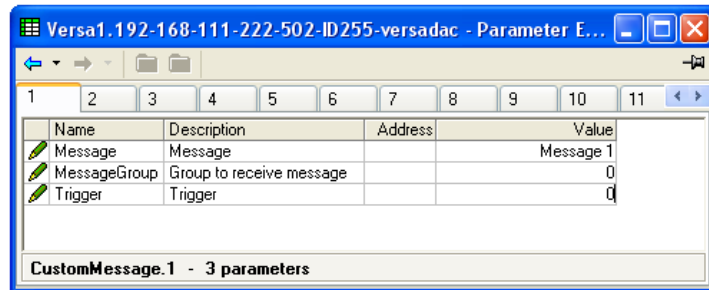 Versa1.192-168-111-222-502-ID255-versadac - Parameter E...
1 2 3 4 5 6 7 8 9 10 11
Name Description Address Value
Message Message Message 1
MessageGroup Group to receive message 0
Trigger Trigger 0
CustomMessage.1 - 3 parameters